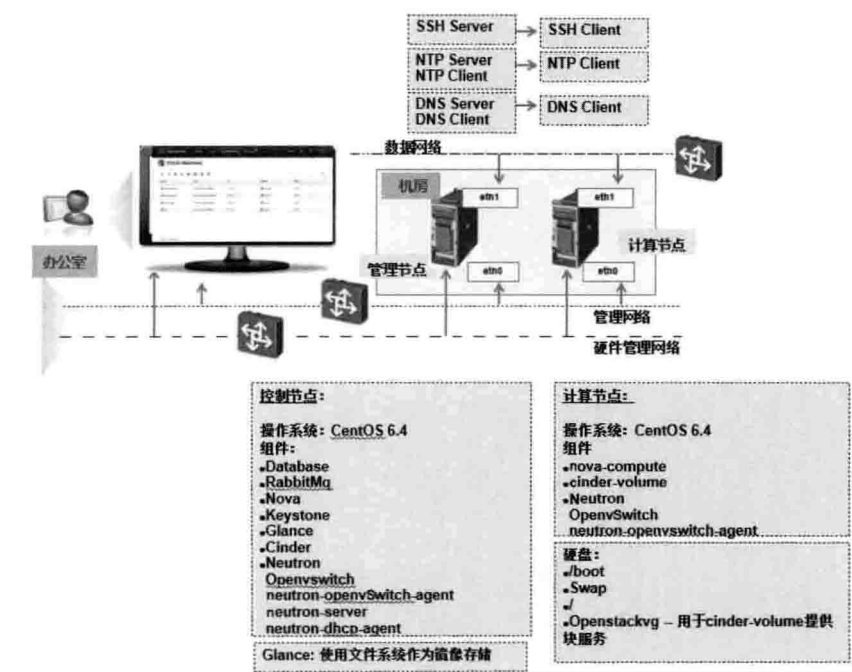 SSH Server
SSH Client
NTP Server
NTP Client
NTP Client
DNS Server
DNS Client
DNS Client
数据网络
机房
eth1
eth1
办公室
管理节点
计算节点
eth0
eth0
管理网络
硬件管理网络
控制节点：
操作系统：CentOS 6.4
组件：
.Database
.RabbitMq
.Nova
.Keystone
.Glance
.Cinder
.Neutron
Openvswitch
neutron-openvSwitch-agent
neutron-server
neutron-dhcp-agent
Glance: 使用文件系统作为镜像存储
计算节点：
操作系统：CentOS 6.4
组件
.nova-compute
.cinder-volume
.Neutron
OpenvSwitch
neutron-openvswitch-agent
硬盘：
./boot
.Swap
./
.Openstackvg – 用于cinder-volume提供
块服务